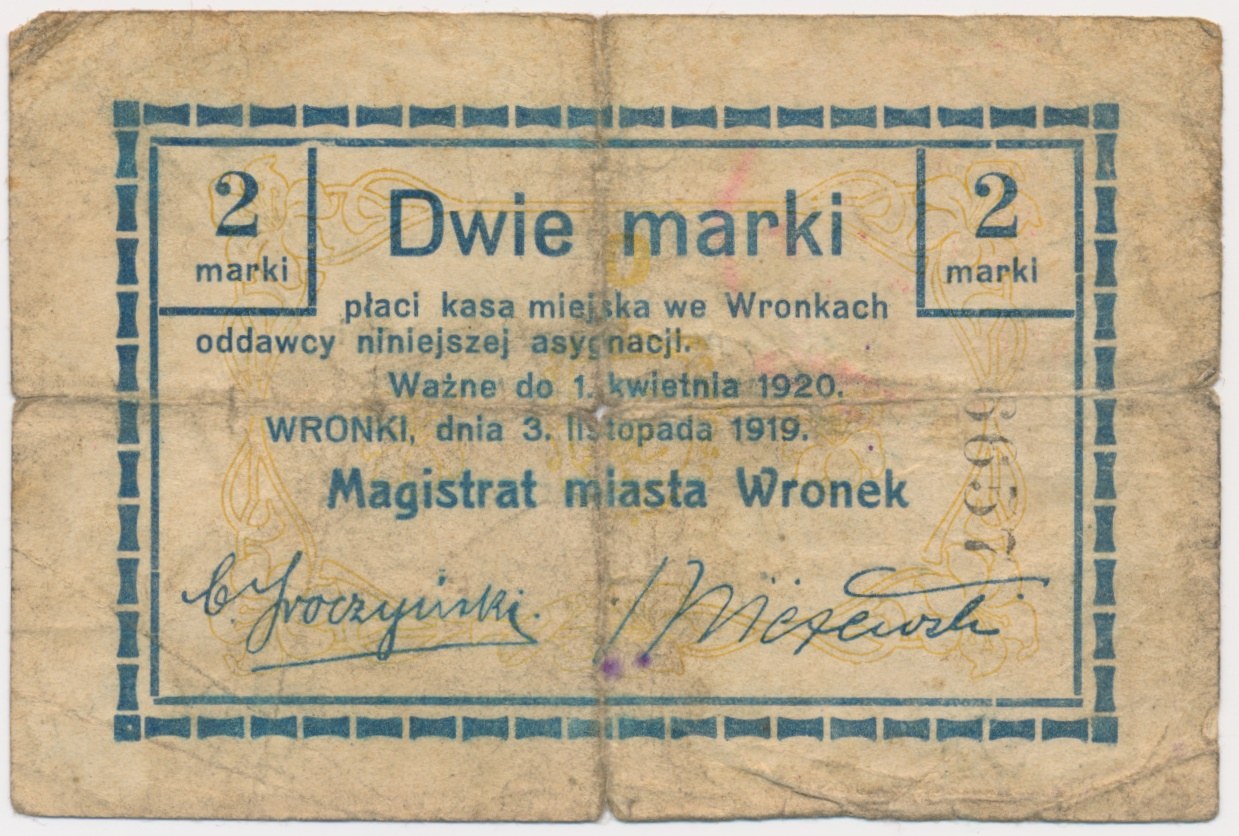 2 marki
Dwie marki
2 marki
płaci kasa miejska we Wronkach
oddawcy niniejszej asygnacji.
Ważne do 1. kwietnia 1920.
WRONKI, dnia 3. listopada 1919.
Magistrat miasta Wronek